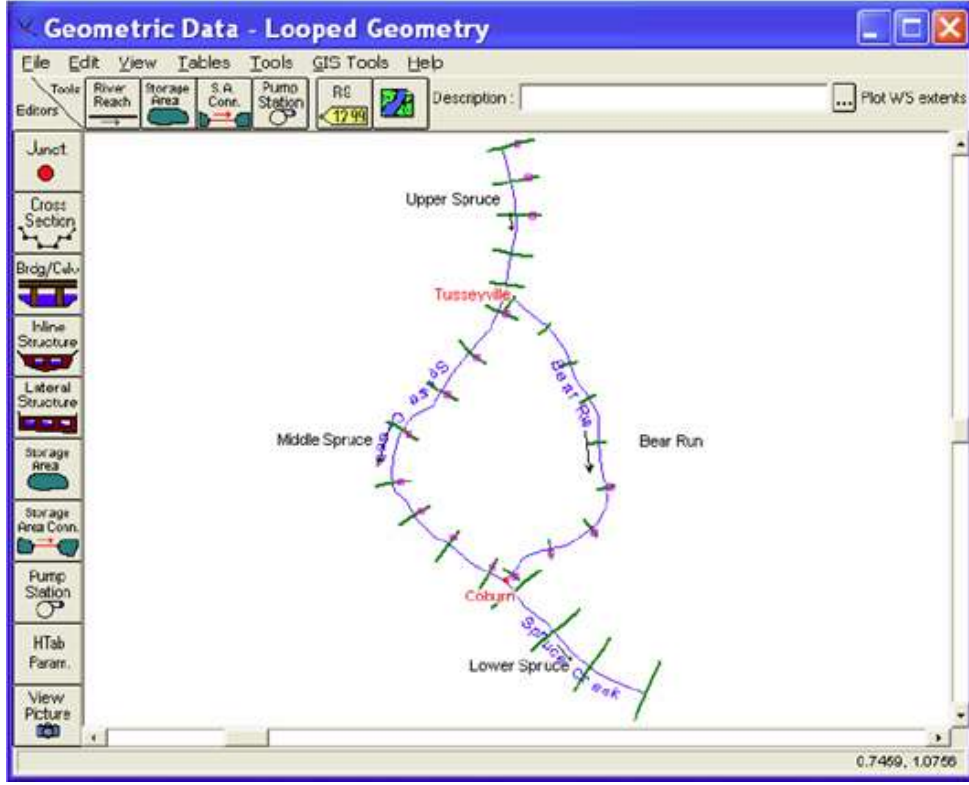 Geometric Data - Looped Geometry
File Edit View Tables Tools GIS Tools Help
Tools
Editors
River Reach
Storage Area
S.A. Conn.
Pump Station
RS
Description :
... Plot WS extents
Junct.
Cross Section
Brdg/Culv
Inline Structure
Lateral Structure
Storage Area
Storage Area Conn.
Pump Station
HTab Param.
View Picture
Upper Spruce
Tusseyville
Bear Run
Middle Spruce
Bear Run
Coburn
Spruce Creek
Lower Spruce
0.7469, 1.0756